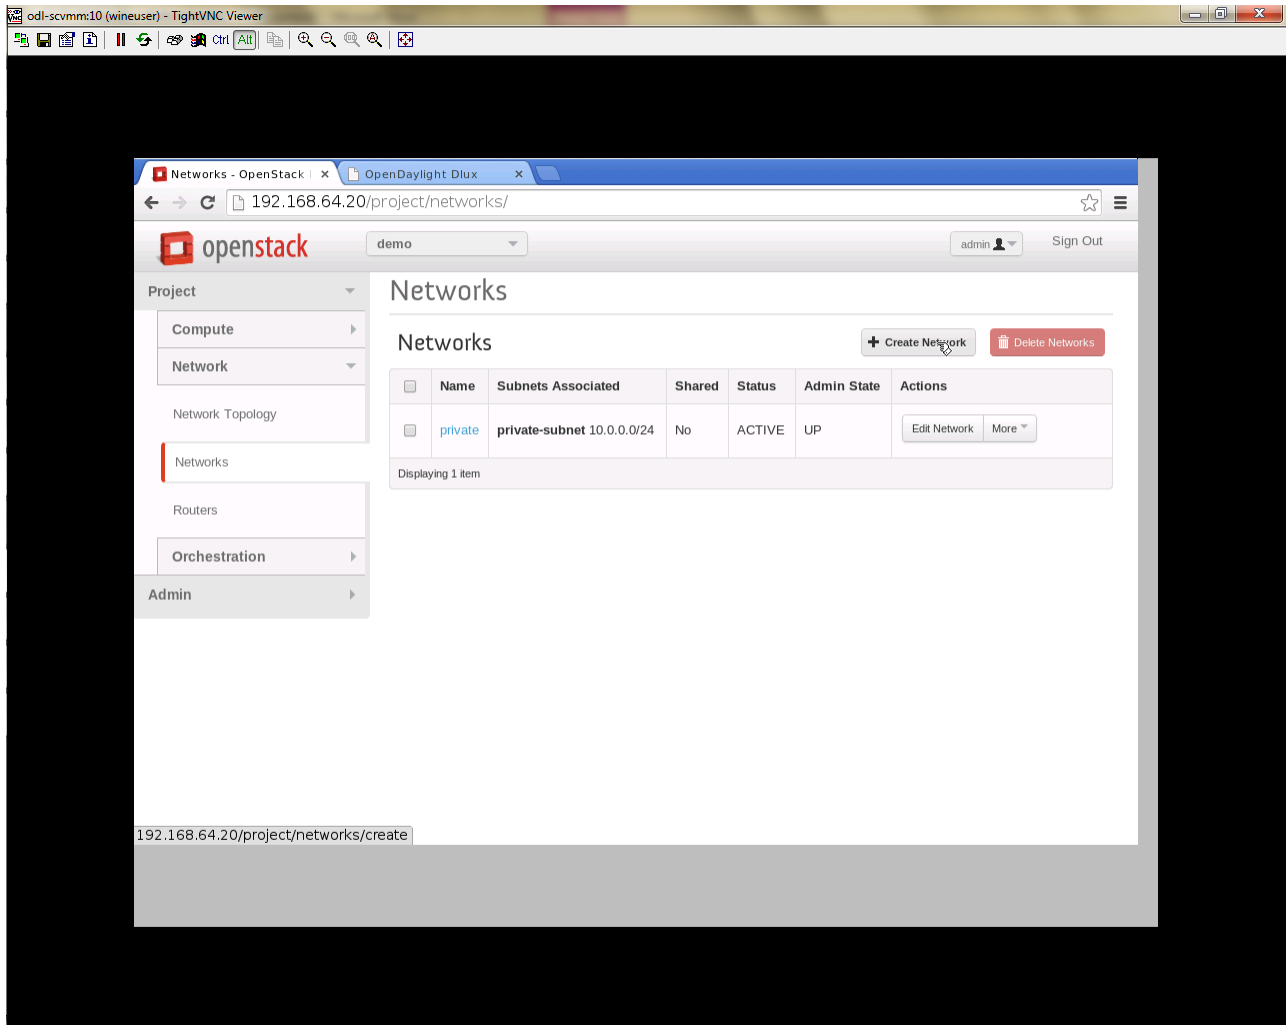 odl-scvmm:10 (wineuser) - TightVNC Viewer
Ctrl Alt
Networks - OpenStack
OpenDaylight Dlux
192.168.64.20/project/networks/
openstack
demo
admin
Sign Out
Project
Compute
Network
Network Topology
Networks
Routers
Orchestration
Admin
Networks
Networks
Create Network
Delete Networks
Name Subnets Associated Shared Status Admin State Actions
private private-subnet 10.0.0.0/24 No ACTIVE UP Edit Network More
Displaying 1 item
192.168.64.20/project/networks/create